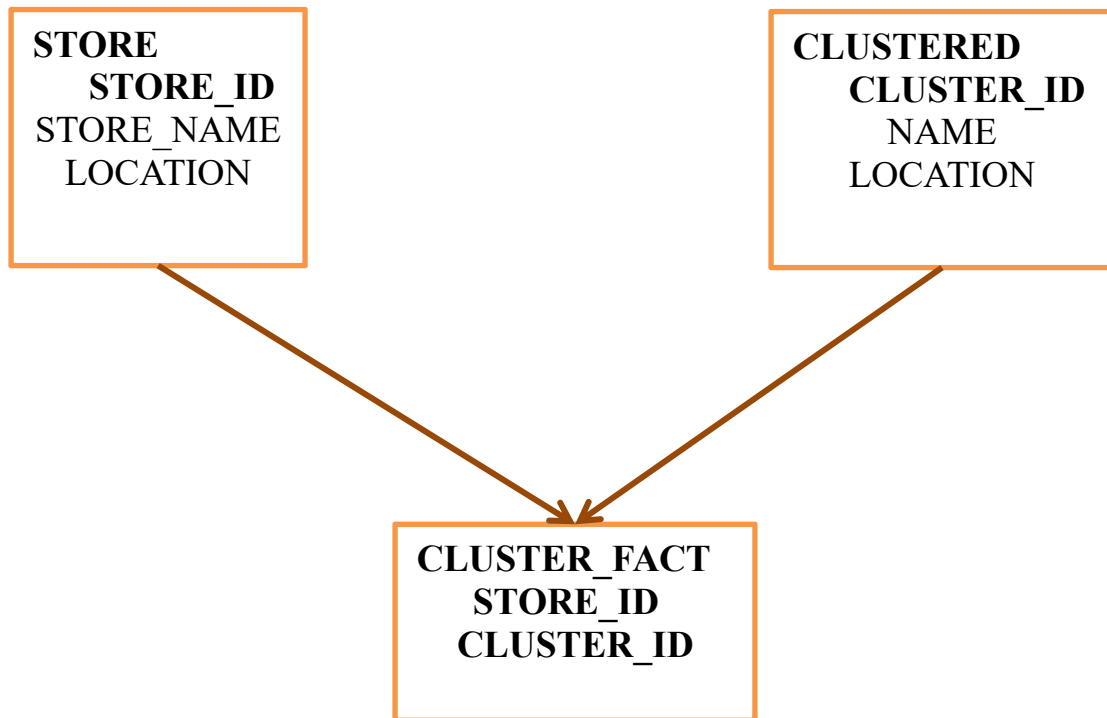 STORE
STORE_ID
STORE_NAME
LOCATION
CLUSTERED
CLUSTER_ID
NAME
LOCATION
CLUSTER_FACT
STORE_ID
CLUSTER_ID